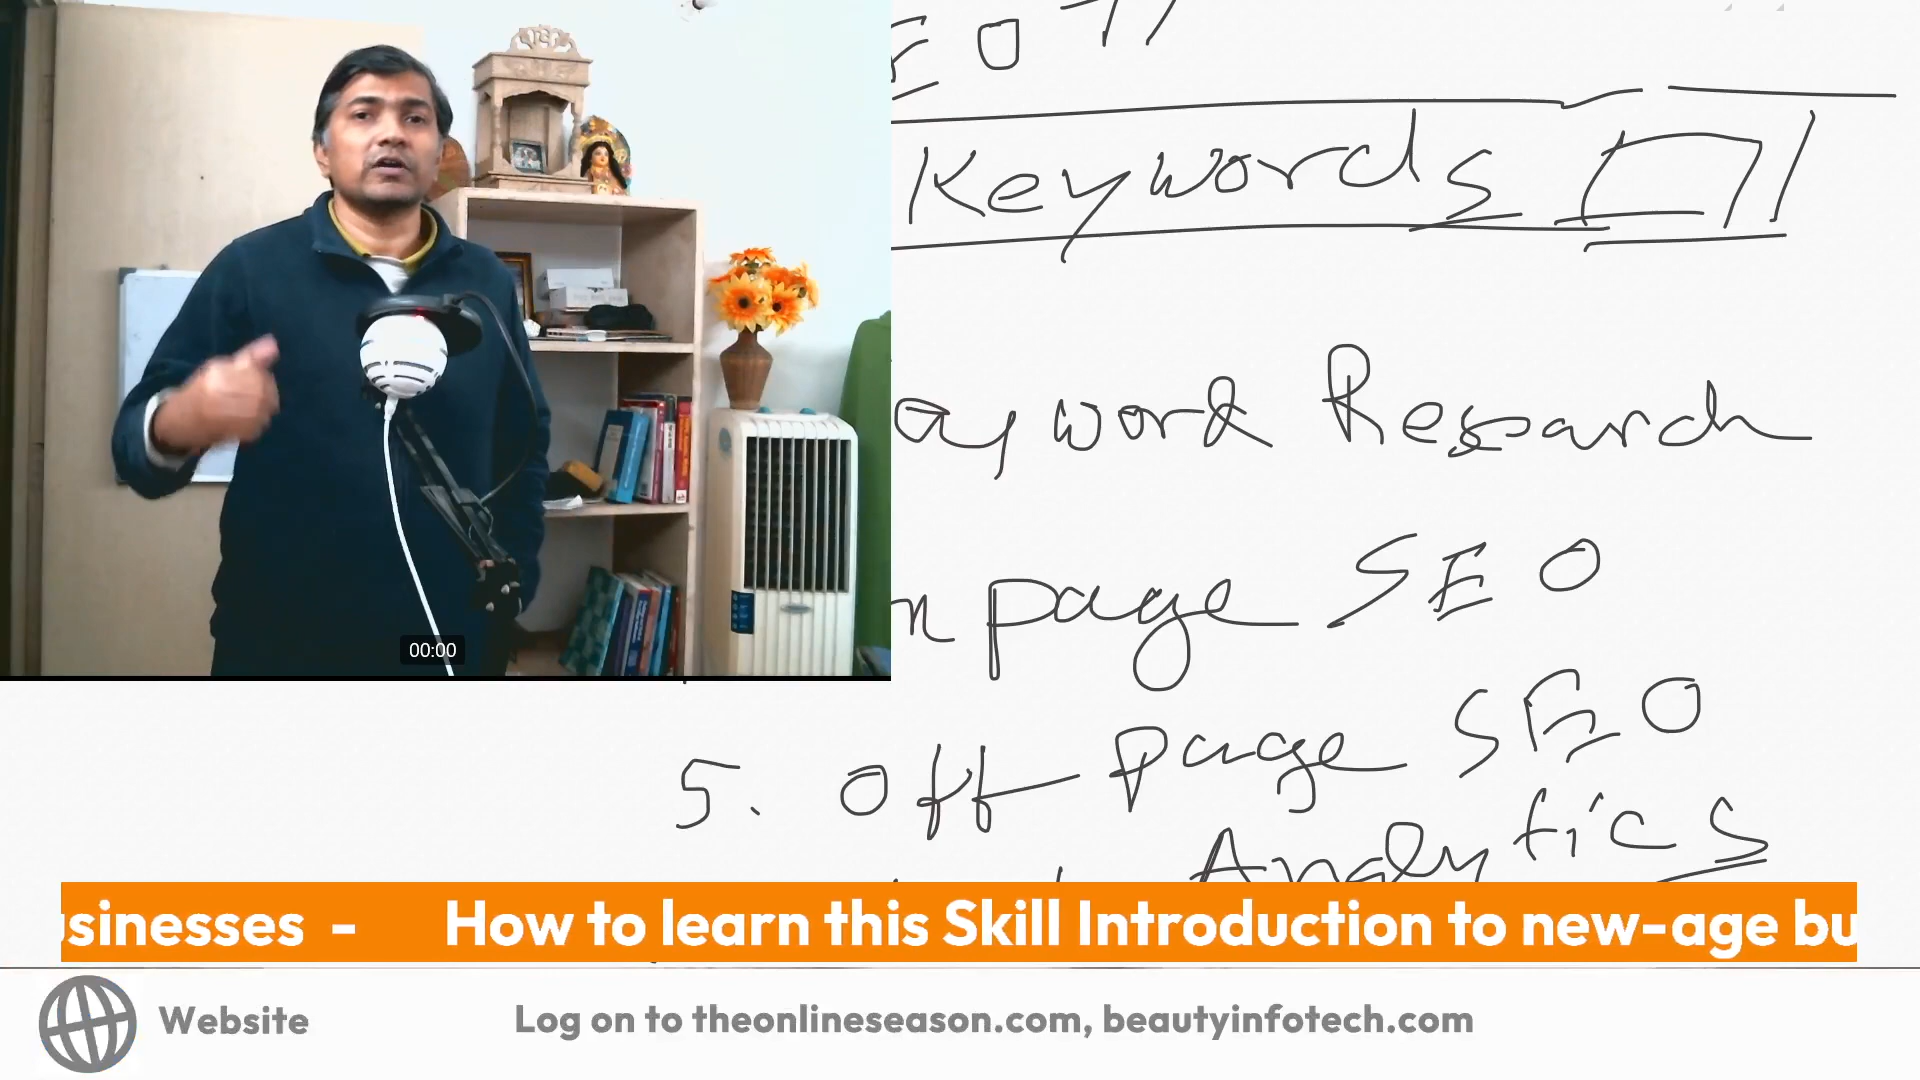 EO
Keywords
word Research
n page SEO
5. Off page SEO
Analytics
00:00
usinesses - How to learn this Skill Introduction to new-age bu
Website
Log on to theonlineseason.com, beautyinfotech.com